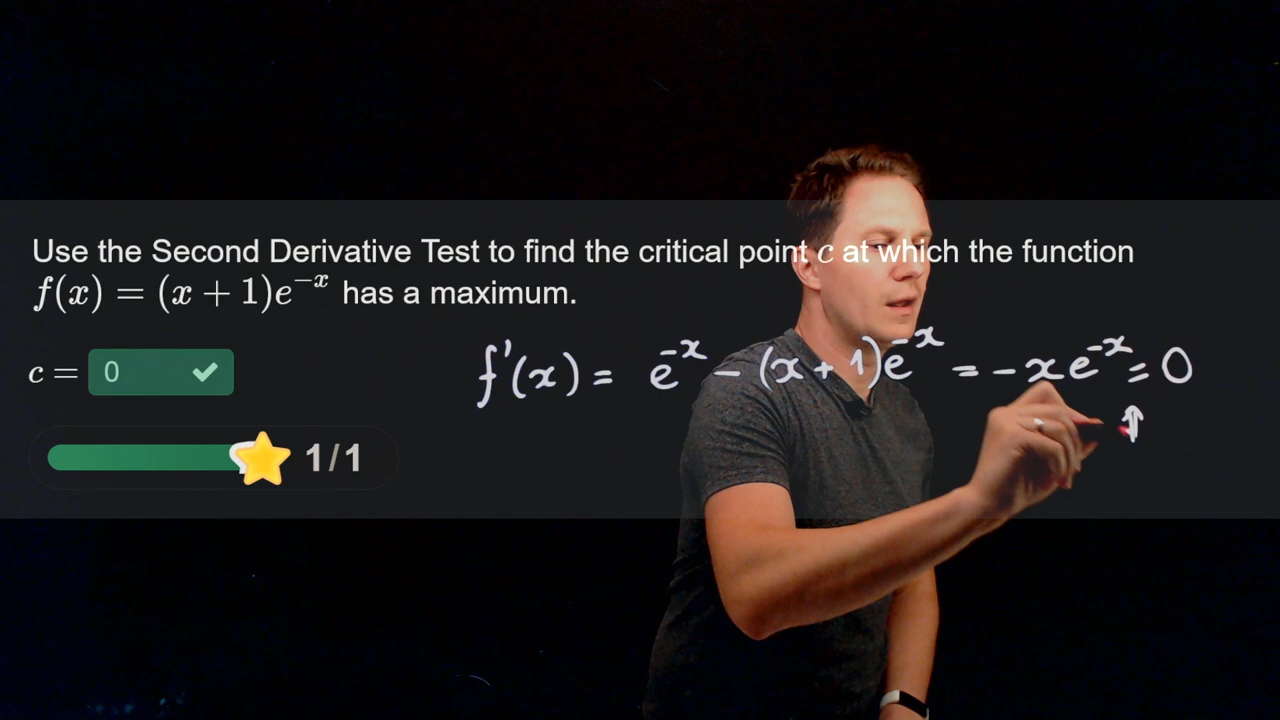 Use the Second Derivative Test to find the critical point c at which the function
f(x) = (x + 1)e^{-x} has a maximum.
f'(x) = e^{-x} - (x + 1)e^{-x} = -xe^{-x} = 0
c = 0 ✔
1/1